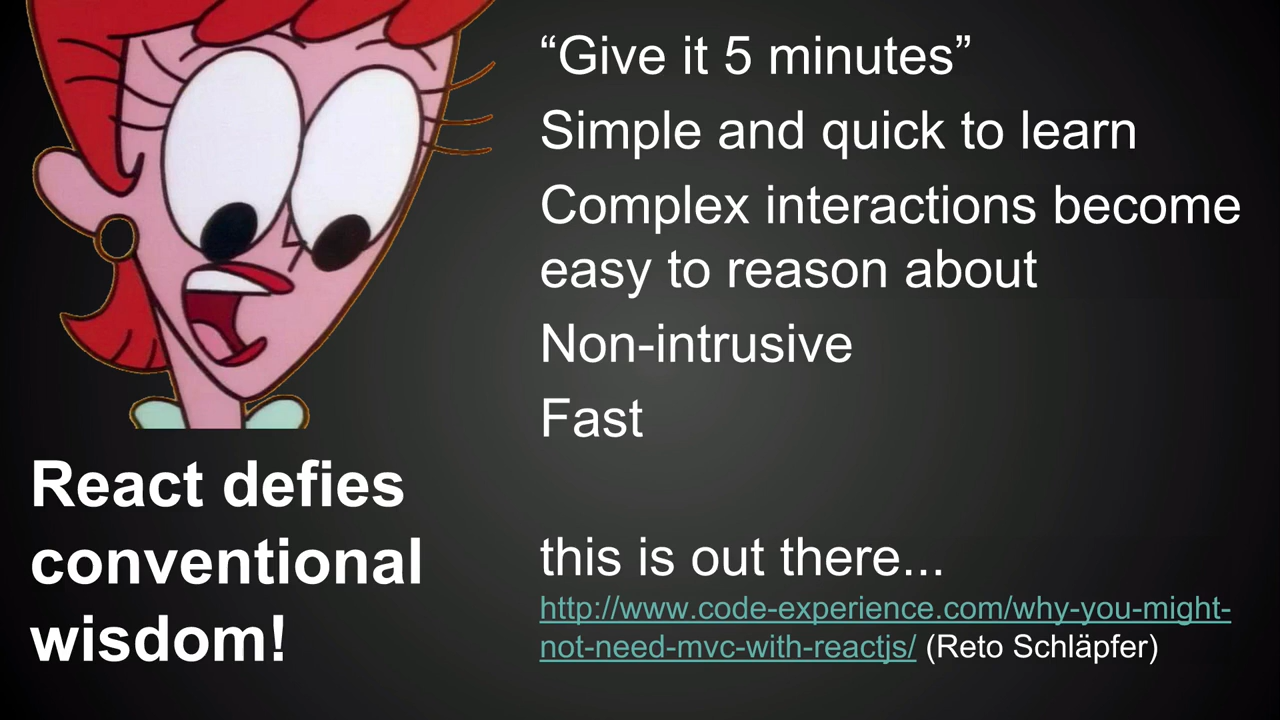 “Give it 5 minutes”
Simple and quick to learn
Complex interactions become
easy to reason about
Non-intrusive
Fast
React defies
conventional
wisdom!
this is out there...
http://www.code-experience.com/why-you-might-
not-need-mvc-with-reactjs/ (Reto Schläpfer)